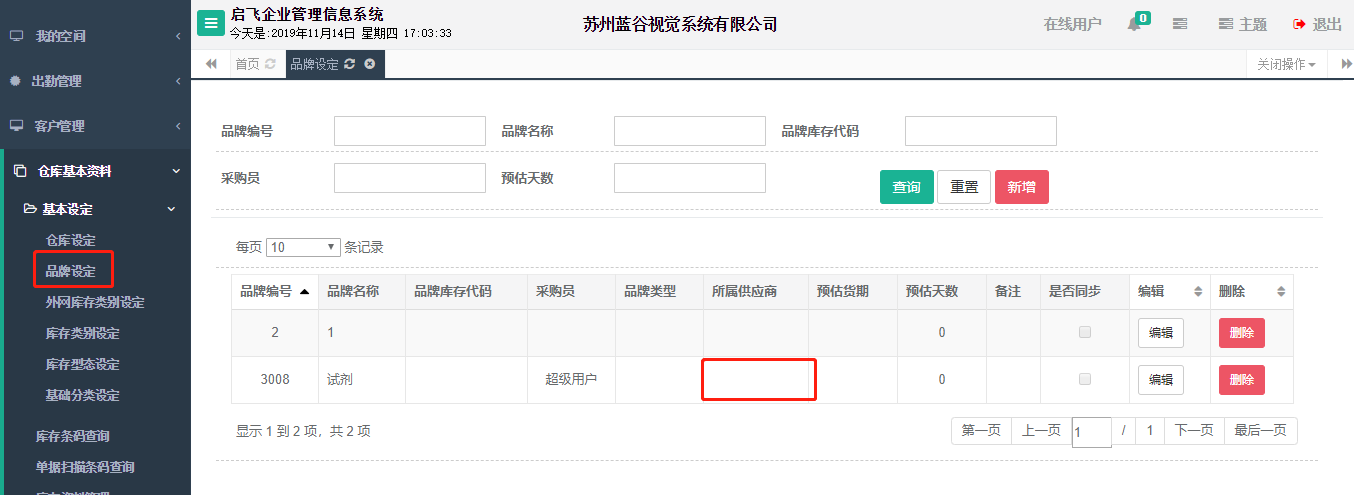 我的空间
出勤管理
客户管理
仓库基本资料
基本设定
仓库设定
品牌设定
外网库存类别设定
库存类别设定
库存型态设定
基础分类设定
库存条码查询
单据扫描条码查询
启飞企业管理信息系统
今天是:2019年11月14日 星期四 17:03:33
苏州蓝谷视觉系统有限公司
在线用户 0 主题 退出
首页 品牌设定 关闭操作
品牌编号 品牌名称 品牌库存代码
采购员 预估天数 查询 重置 新增
每页 10 条记录
品牌编号 品牌名称 品牌库存代码 采购员 品牌类型 所属供应商 预估货期 预估天数 备注 是否同步 编辑 删除
2 1 0 编辑 删除
3008 试剂 超级用户 0 编辑 删除
显示 1 到 2 项，共 2 项 第一页 上一页 1 / 1 下一页 最后一页